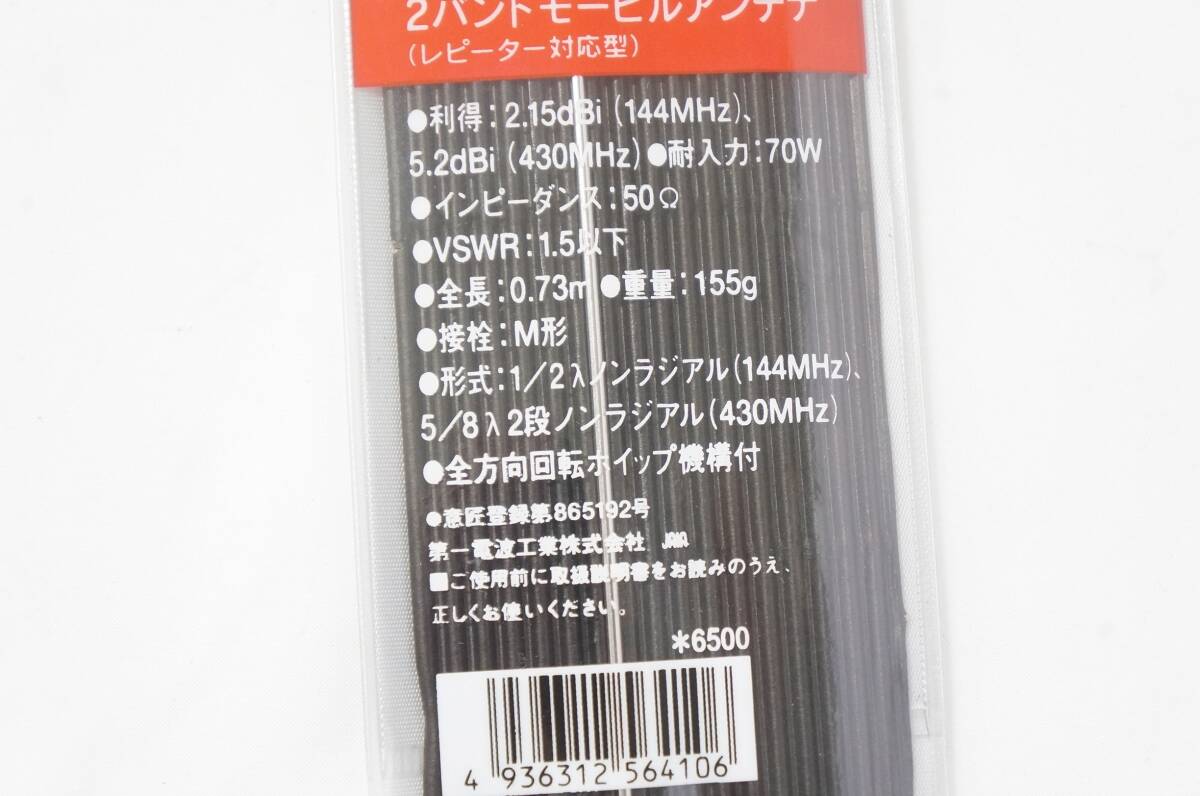 2バンドモービルアンテナ
(レピーター対応型)
●利得：2.15dBi (144MHz)、
5.2dBi (430MHz) ●耐入力：70W
●インピーダンス：50Ω
●VSWR：1.5以下
●全長：0.73m ●重量：155g
●接栓：M形
●形式：1/2λノンラジアル(144MHz)、
5/8λ2段ノンラジアル(430MHz)
●全方向回転ホイップ機構付
●意匠登録第865192号
第一電波工業株式会社 JAIA
■ご使用前に取扱説明書をお読みのうえ、
正しくお使いください。
*6500
4 936312 564106